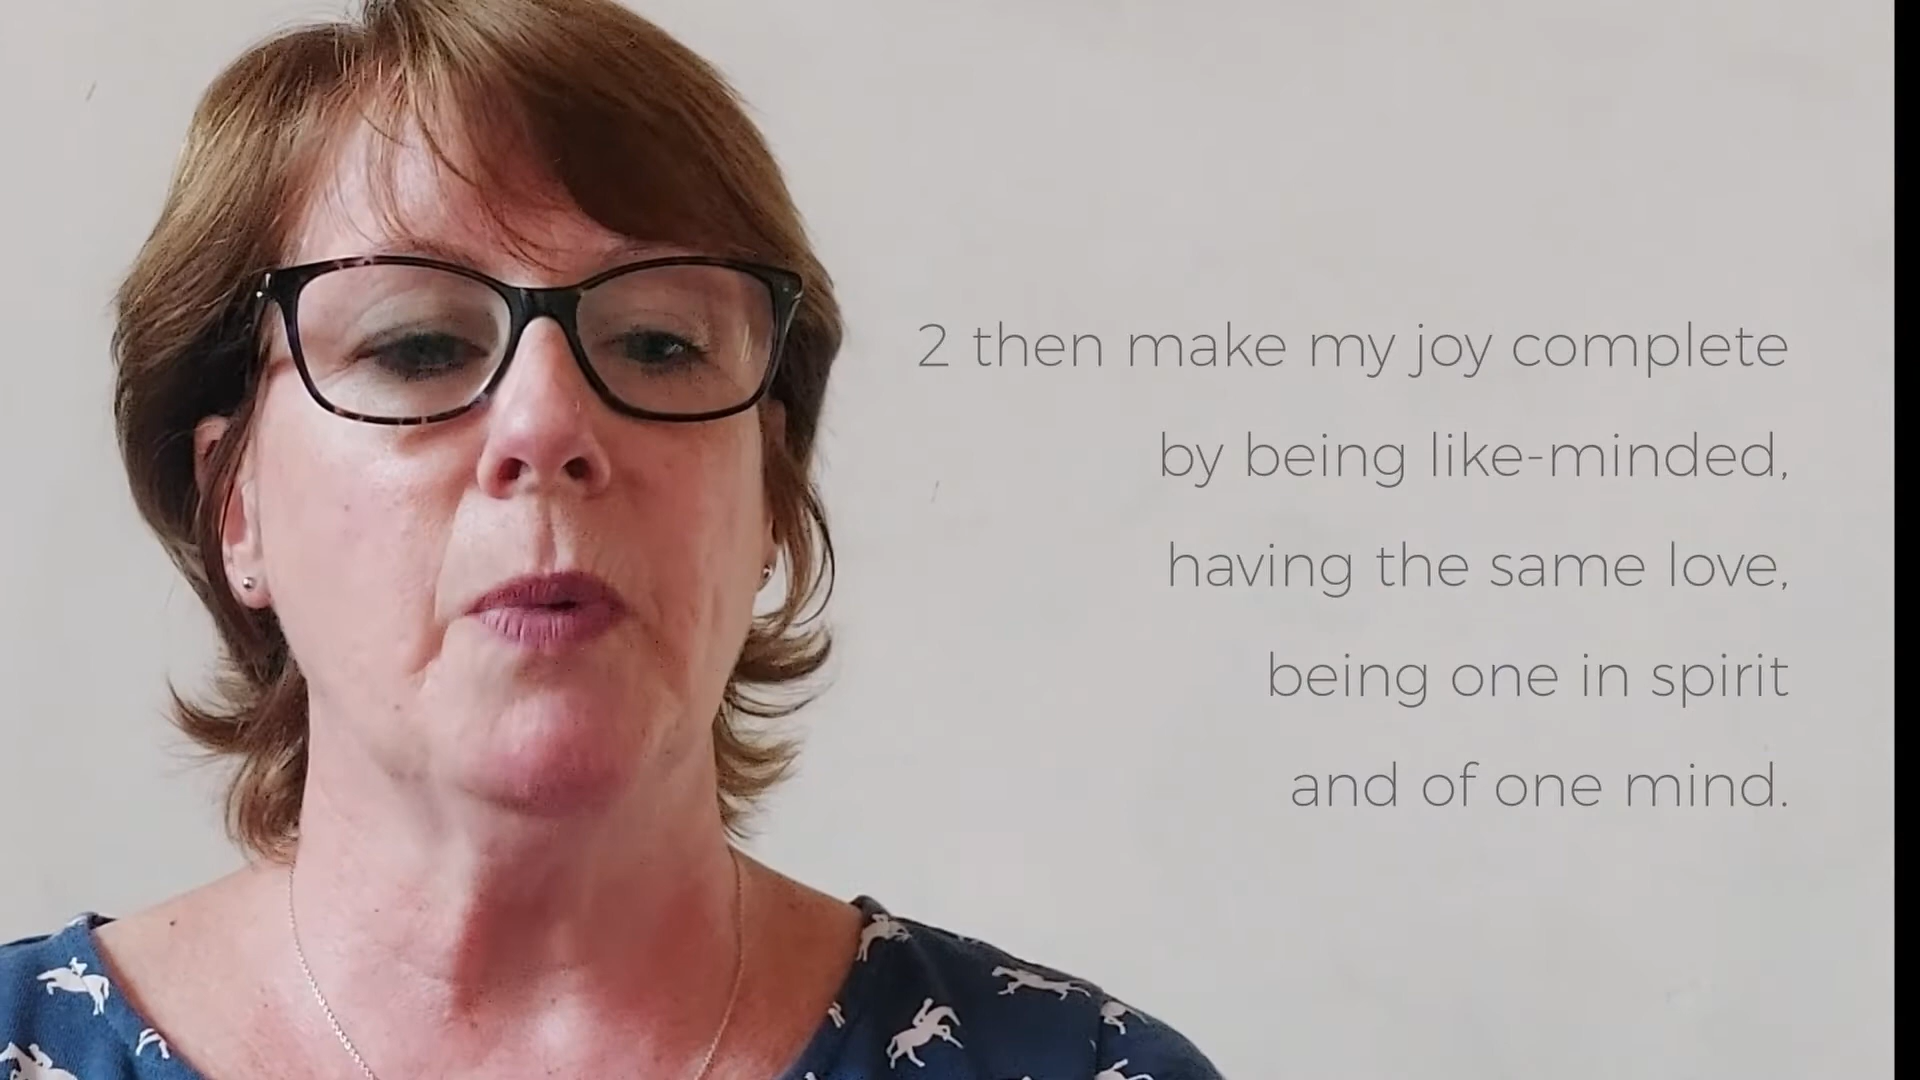 2 then make my joy complete
by being like-minded,
having the same love,
being one in spirit
and of one mind.